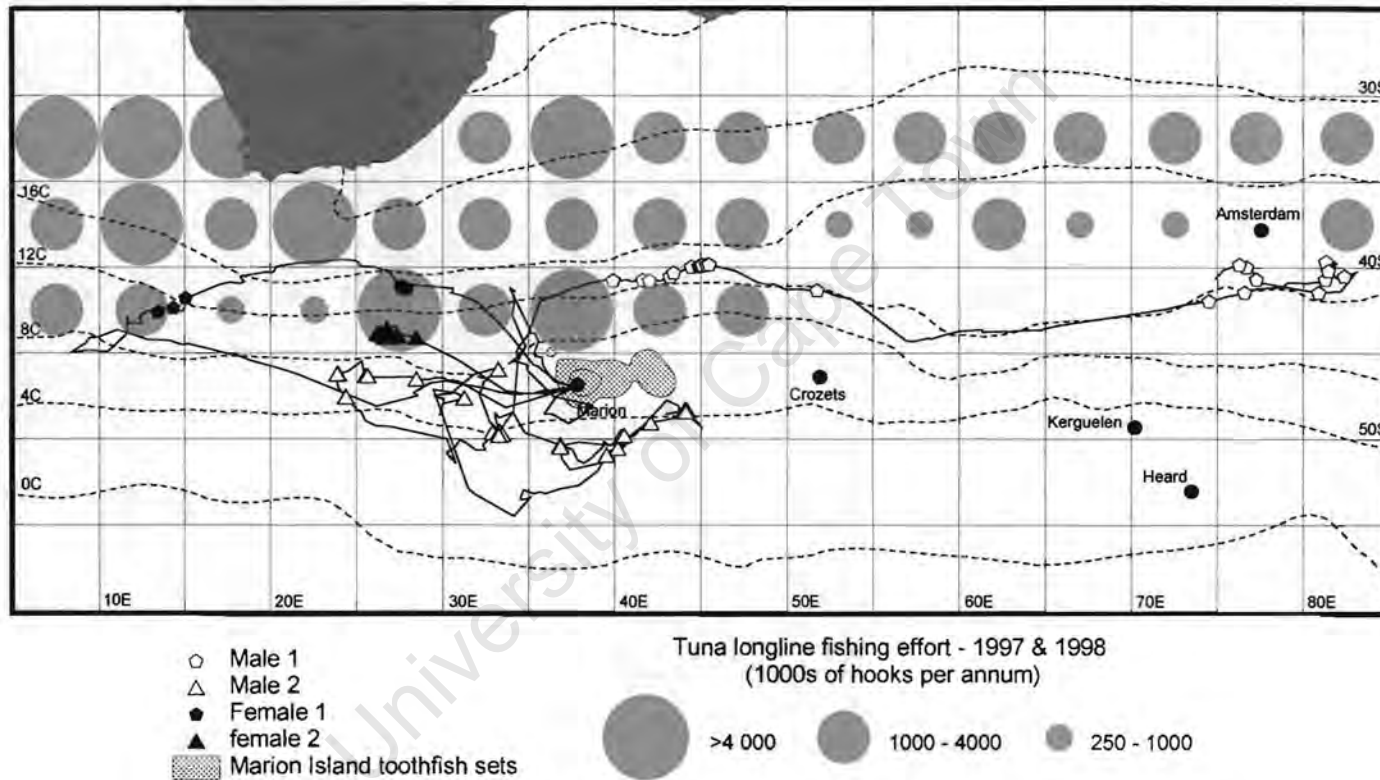 30S
16C
Amsterdam
12C
40S
8C
Crozets
4C
Marion
Kerguelen
50S
Heard
0C
10E 20E 30E 40E 50E 60E 70E 80E
University of Cape Town
Male 1
Male 2
Female 1
female 2
Marion Island toothfish sets
Tuna longline fishing effort - 1997 & 1998
(1000s of hooks per annum)
>4 000 1000 - 4000 250 - 1000